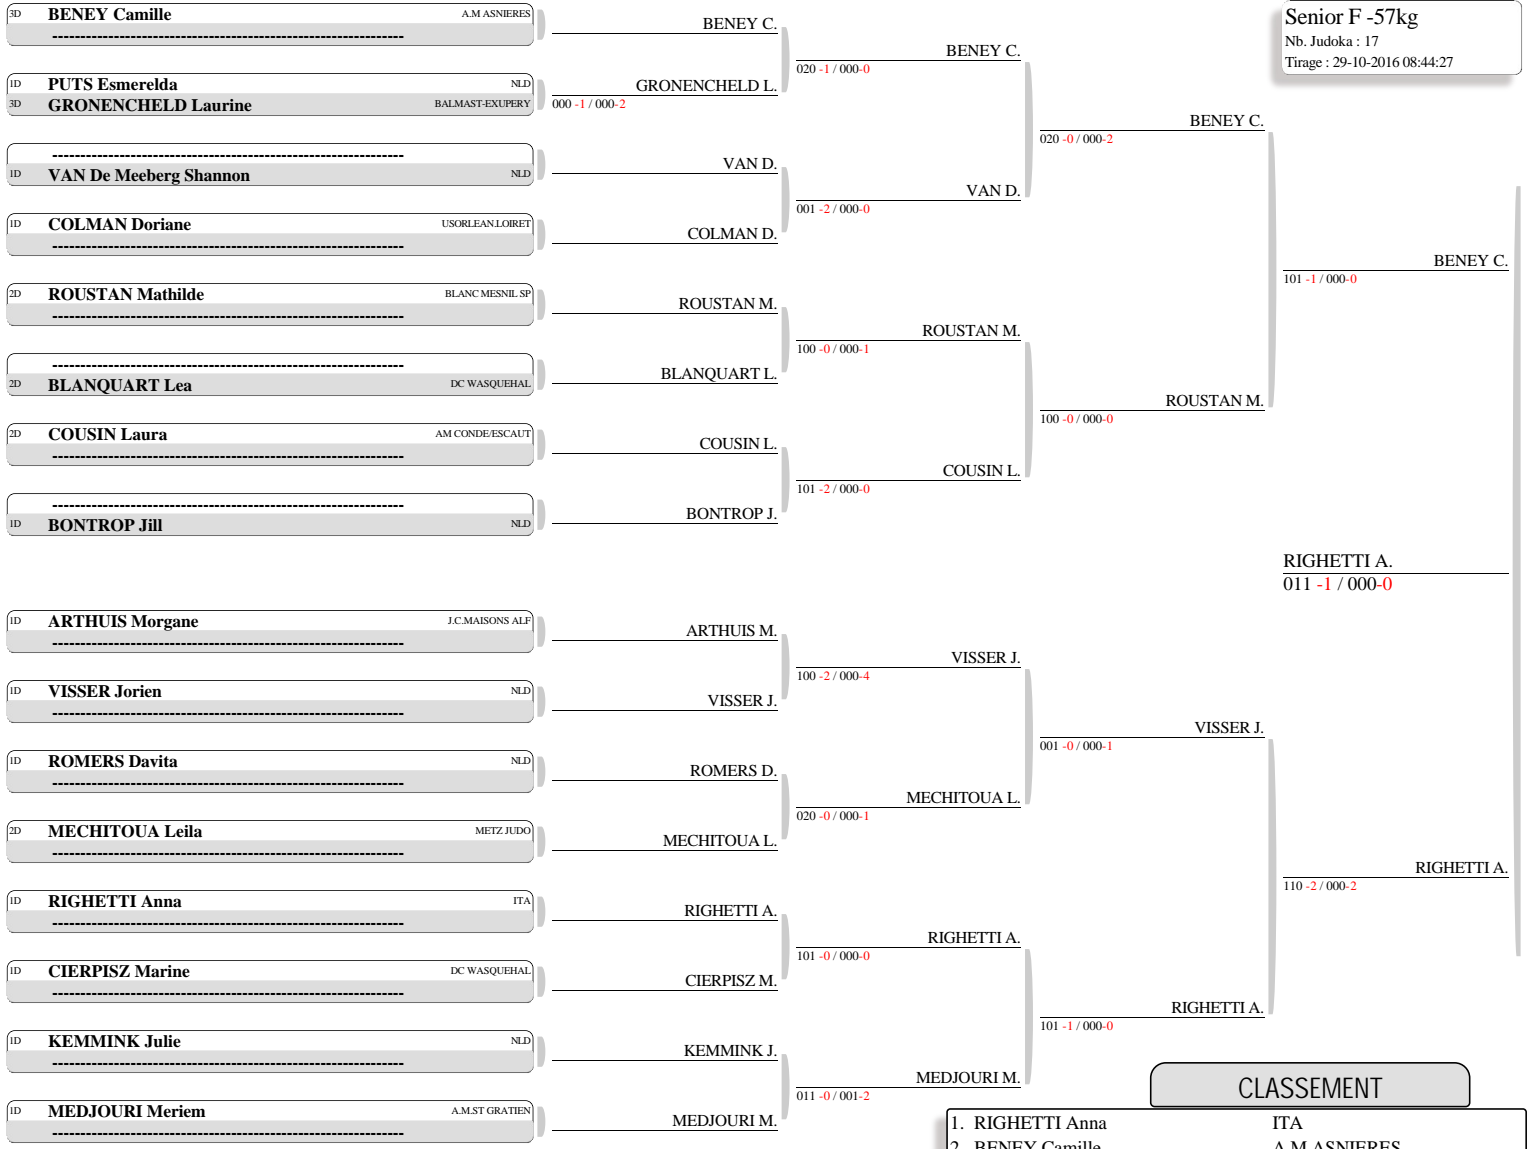 Senior F -57kg
Nb. Judoka : 17
Tirage : 29-10-2016 08:44:27
3D BENEY Camille A.M ASNIERES
----------------------------------------------------------------
1D PUTS Esmerelda NLD
3D GRONENCHELD Laurine BALMAST-EXUPERY
----------------------------------------------------------------
1D VAN De Meeberg Shannon NLD
1D COLMAN Doriane USORLEAN.LOIRET
----------------------------------------------------------------
2D ROUSTAN Mathilde BLANC MESNIL SP
----------------------------------------------------------------
----------------------------------------------------------------
2D BLANQUART Lea DC WASQUEHAL
2D COUSIN Laura AM CONDE/ESCAUT
----------------------------------------------------------------
----------------------------------------------------------------
1D BONTROP Jill NLD
1D ARTHUIS Morgane J.C.MAISONS ALF
----------------------------------------------------------------
1D VISSER Jorien NLD
----------------------------------------------------------------
1D ROMERS Davita NLD
----------------------------------------------------------------
2D MECHITOUA Leila METZ JUDO
----------------------------------------------------------------
1D RIGHETTI Anna ITA
----------------------------------------------------------------
1D CIERPISZ Marine DC WASQUEHAL
----------------------------------------------------------------
1D KEMMINK Julie NLD
----------------------------------------------------------------
1D MEDJOURI Meriem A.M.ST GRATIEN
----------------------------------------------------------------
BENEY C.
GRONENCHELD L.
000 -1 / 000-2
VAN D.
COLMAN D.
ROUSTAN M.
BLANQUART L.
COUSIN L.
BONTROP J.
ARTHUIS M.
VISSER J.
ROMERS D.
MECHITOUA L.
RIGHETTI A.
CIERPISZ M.
KEMMINK J.
MEDJOURI M.
BENEY C.
020 -1 / 000-0
VAN D.
001 -2 / 000-0
ROUSTAN M.
100 -0 / 000-1
COUSIN L.
101 -2 / 000-0
VISSER J.
100 -2 / 000-4
MECHITOUA L.
020 -0 / 000-1
RIGHETTI A.
101 -0 / 000-0
MEDJOURI M.
011 -0 / 001-2
BENEY C.
020 -0 / 000-2
ROUSTAN M.
100 -0 / 000-0
VISSER J.
001 -0 / 000-1
RIGHETTI A.
101 -1 / 000-0
BENEY C.
101 -1 / 000-0
RIGHETTI A.
110 -2 / 000-2
RIGHETTI A.
011 -1 / 000-0
CLASSEMENT
1. RIGHETTI Anna ITA
2. BENEY Camille A.M ASNIERES